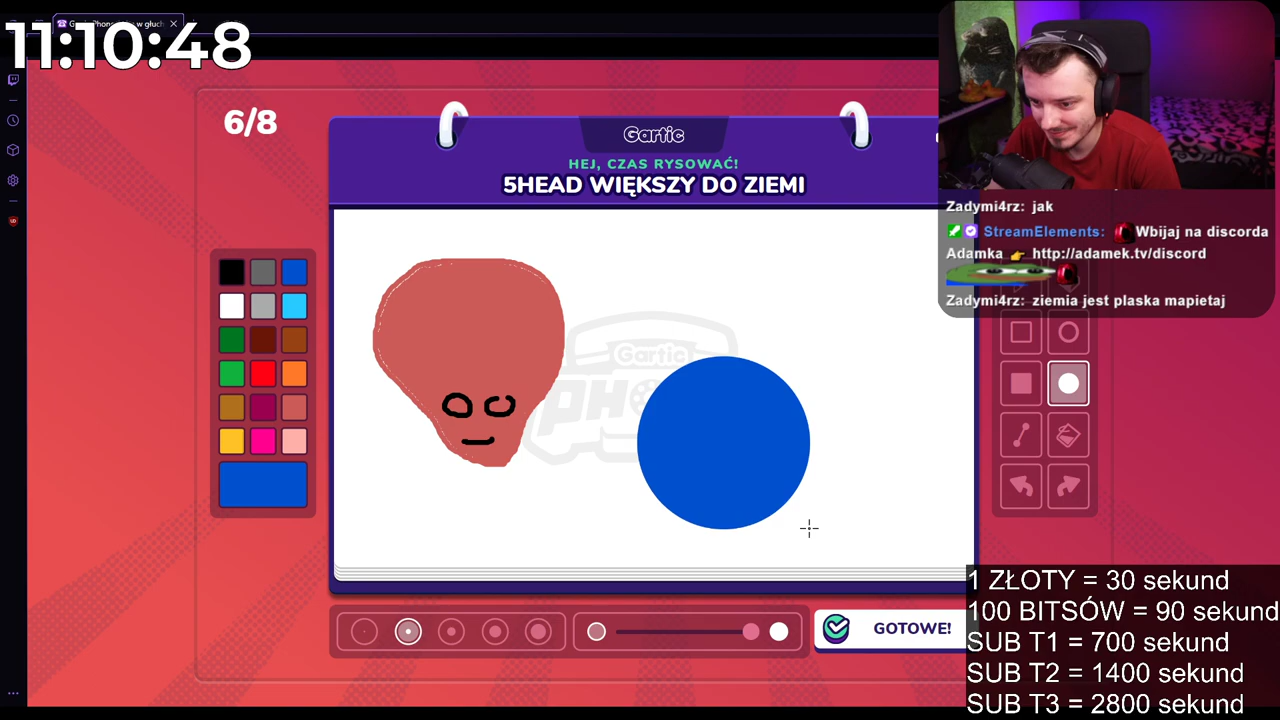 11:10:48
6/8
Gartic
HEJ, CZAS RYSOWAĆ!
5HEAD WIĘKSZY DO ZIEMI
Zadymi4rz: jak
StreamElements: Wbijaj na discorda
Adamka 👉 http://adamek.tv/discord
Zadymi4rz: ziemia jest plaska mapietaj
Gartic
GOTOWE!
1 ZŁOTY = 30 sekund
100 BITSÓW = 90 sekund
SUB T1 = 700 sekund
SUB T2 = 1400 sekund
SUB T3 = 2800 sekund